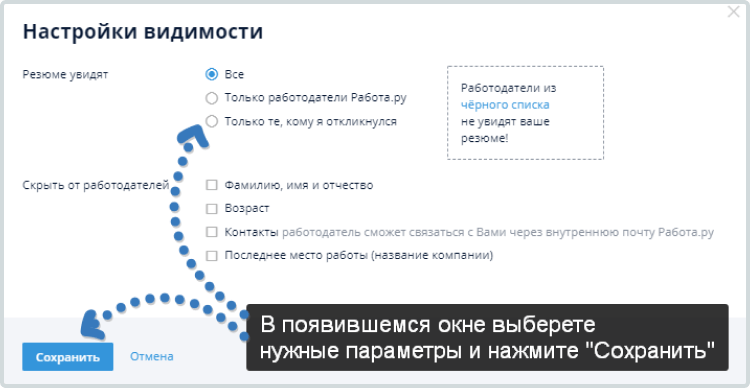 Настройки видимости
Резюме увидят
Все
Только работодатели Работа.ру
Только те, кому я откликнулся
Работодатели из
чёрного списка
не увидят ваше
резюме!
Скрыть от работодателей
Фамилию, имя и отчество
Возраст
Контакты работодатель сможет связаться с Вами через внутреннюю почту Работа.ру
Последнее место работы (название компании)
В появившемся окне выберете
нужные параметры и нажмите "Сохранить"
Сохранить
Отмена